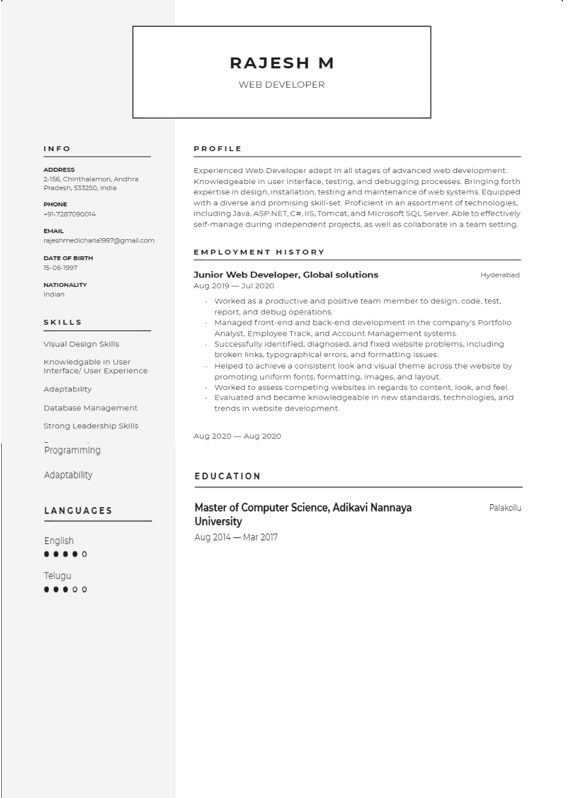 RAJESH M
WEB DEVELOPER
INFO
ADDRESS
2-156, Chinthalamori, Andhra
Pradesh, 533250, India
PHONE
+91-7287090014
EMAIL
rajeshmedicharla1997@gmail.com
DATE OF BIRTH
15-06-1997
NATIONALITY
Indian
SKILLS
Visual Design Skills
Knowledgable in User
Interface/ User Experience
Adaptability
Database Management
Strong Leadership Skills
Programming
Adaptability
LANGUAGES
English
Telugu
PROFILE
Experienced Web Developer adept in all stages of advanced web development.
Knowledgeable in user interface, testing, and debugging processes. Bringing forth
expertise in design, installation, testing and maintenance of web systems. Equipped
with a diverse and promising skill-set. Proficient in an assortment of technologies,
including Java, ASP.NET, C#, IIS, Tomcat, and Microsoft SQL Server. Able to effectively
self-manage during independent projects, as well as collaborate in a team setting.
EMPLOYMENT HISTORY
Junior Web Developer, Global solutions Hyderabad
Aug 2019 — Jul 2020
· Worked as a productive and positive team member to design, code, test,
report, and debug operations.
· Managed front-end and back-end development in the company's Portfolio
Analyst, Employee Track, and Account Management systems.
· Successfully identified, diagnosed, and fixed website problems, including
broken links, typographical errors, and formatting issues.
· Helped to achieve a consistent look and visual theme across the website by
promoting uniform fonts, formatting, images, and layout.
· Worked to assess competing websites in regards to content, look, and feel.
· Evaluated and became knowledgeable in new standards, technologies, and
trends in website development.
Aug 2020 — Aug 2020
EDUCATION
Master of Computer Science, Adikavi Nannaya Palakollu
University
Aug 2014 — Mar 2017